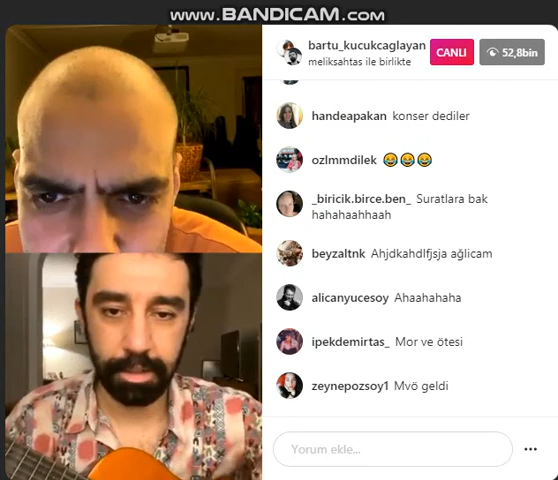 www.BANDICAM.com
bartu_kucukcaglayan
meliksahtas ile birlikte
CANLI
52,8bin
handeapakan konser dediler
ozlmmdilek 😂😂😂
_biricik.birce.ben_ Suratlara bak
hahahaahhaah
beyzaltnk Ahjdkahdlfjsja ağlicam
alicanyucesoy Ahaahahaha
ipekdemirtas_ Mor ve ötesi
zeynepozsoy1 Mvö geldi
Yorum ekle...